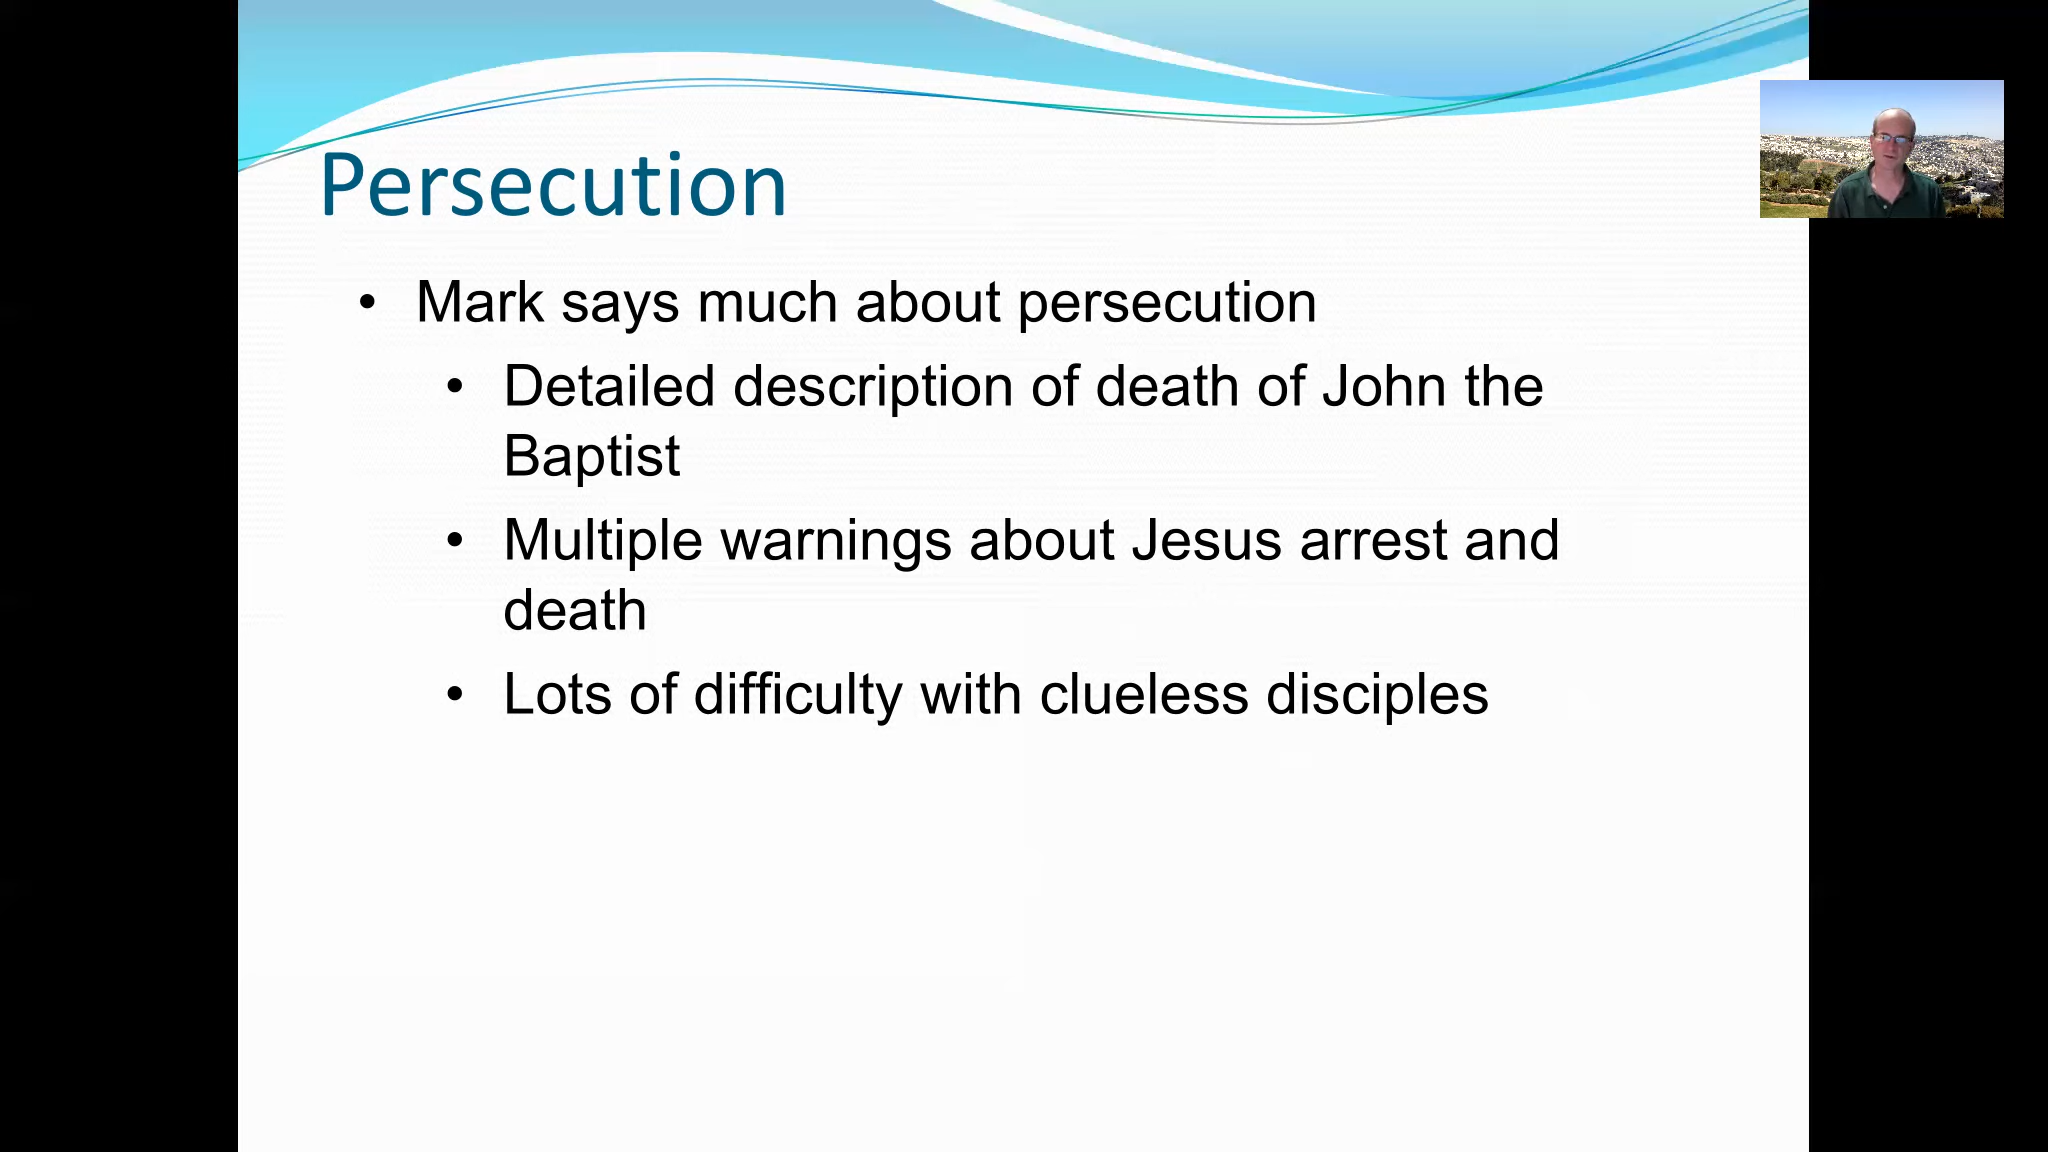 Persecution
• Mark says much about persecution
• Detailed description of death of John the
Baptist
• Multiple warnings about Jesus arrest and
death
• Lots of difficulty with clueless disciples